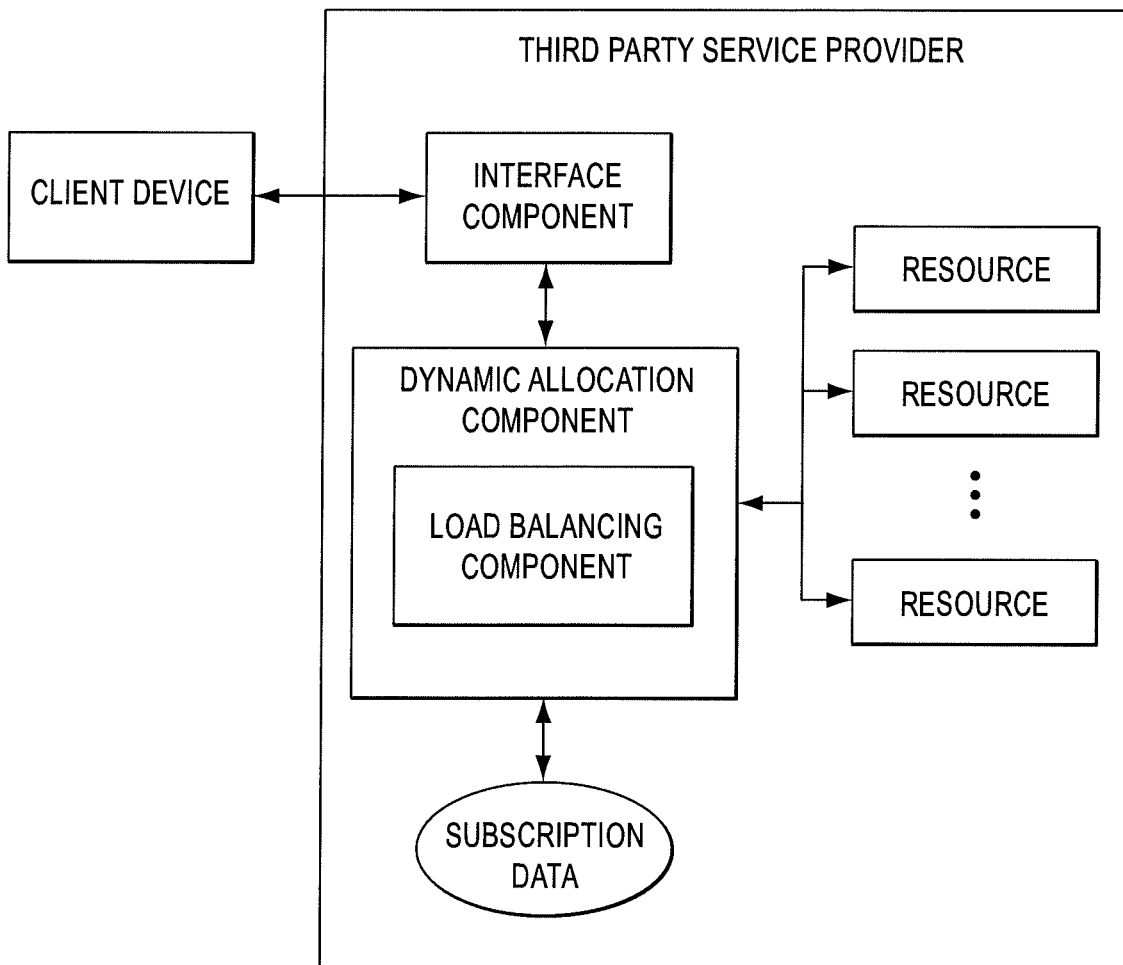 THIRD PARTY SERVICE PROVIDER
CLIENT DEVICE
INTERFACE
COMPONENT
RESOURCE
DYNAMIC ALLOCATION
COMPONENT
RESOURCE
LOAD BALANCING
COMPONENT
RESOURCE
SUBSCRIPTION
DATA